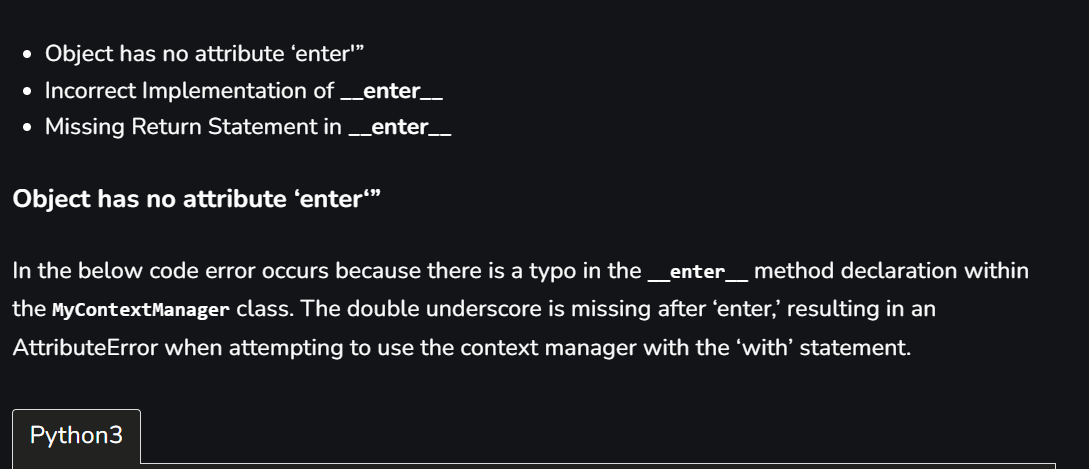 • Object has no attribute ‘enter'”
• Incorrect Implementation of __enter__
• Missing Return Statement in __enter__
Object has no attribute ‘enter‘”
In the below code error occurs because there is a typo in the __enter__ method declaration within
the MyContextManager class. The double underscore is missing after ‘enter,’ resulting in an
AttributeError when attempting to use the context manager with the ‘with’ statement.
Python3